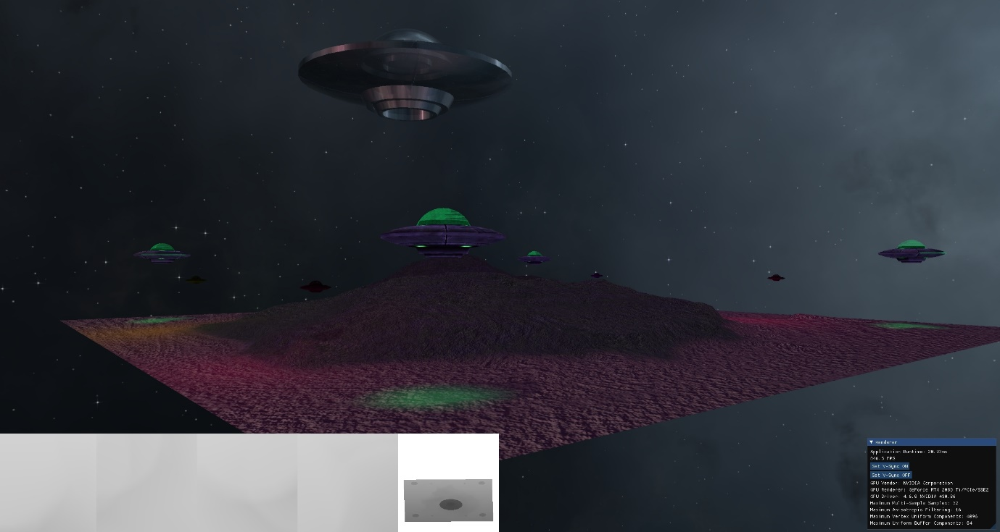 Renderer
Application Runtime: 20.93ms
646.5 FPS
Set V-Sync ON
Set V-Sync OFF
GPU Vendor: NVIDIA Corporation
GPU Renderer: GeForce RTX 2080 Ti/PCIe/SSE2
GPU Driver: 4.6.0 NVIDIA 430.86
Maximum Multi-Sample Samples: 32
Maximum Anisotropic Filtering: 16
Maximum Vertex Uniform Components: 4096
Maximum Uniform Buffer Components: 84